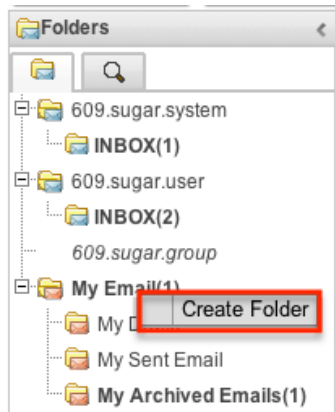 Folders
609.sugar.system
INBOX(1)
609.sugar.user
INBOX(2)
609.sugar.group
My Email(1)
Create Folder
My
My Sent Email
My Archived Emails(1)